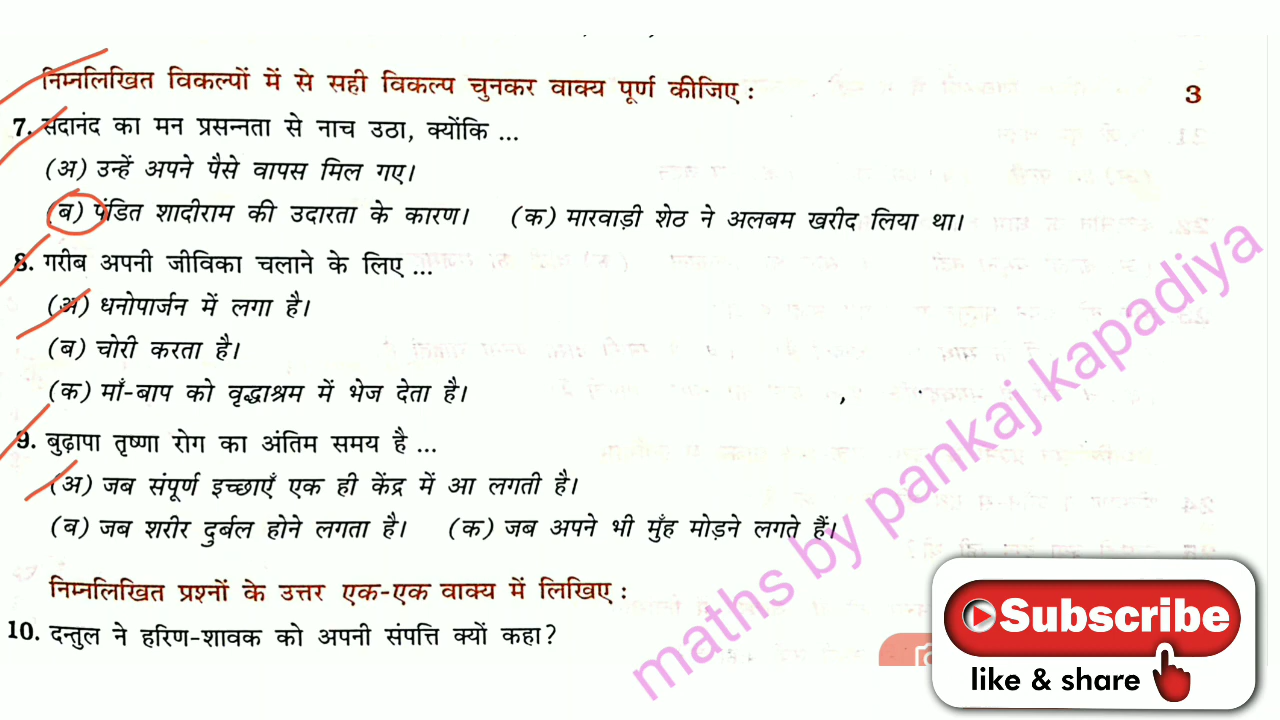 निम्नलिखित विकल्पों में से सही विकल्प चुनकर वाक्य पूर्ण कीजिए : 3
7. सदानंद का मन प्रसन्नता से नाच उठा, क्योंकि ...
(अ) उन्हें अपने पैसे वापस मिल गए।
(ब) पंडित शादीराम की उदारता के कारण। (क) मारवाड़ी शेठ ने अलबम खरीद लिया था।
8. गरीब अपनी जीविका चलाने के लिए ...
(अ) धनोपार्जन में लगा है।
(ब) चोरी करता है।
(क) माँ-बाप को वृद्धाश्रम में भेज देता है।
9. बुढ़ापा तृष्णा रोग का अंतिम समय है ...
(अ) जब संपूर्ण इच्छाएँ एक ही केंद्र में आ लगती है।
(ब) जब शरीर दुर्बल होने लगता है। (क) जब अपने भी मुँह मोड़ने लगते हैं।
निम्नलिखित प्रश्नों के उत्तर एक-एक वाक्य में लिखिए :
10. दन्तुल ने हरिण-शावक को अपनी संपत्ति क्यों कहा?
maths by pankaj kapadiya
Subscribe
like & share